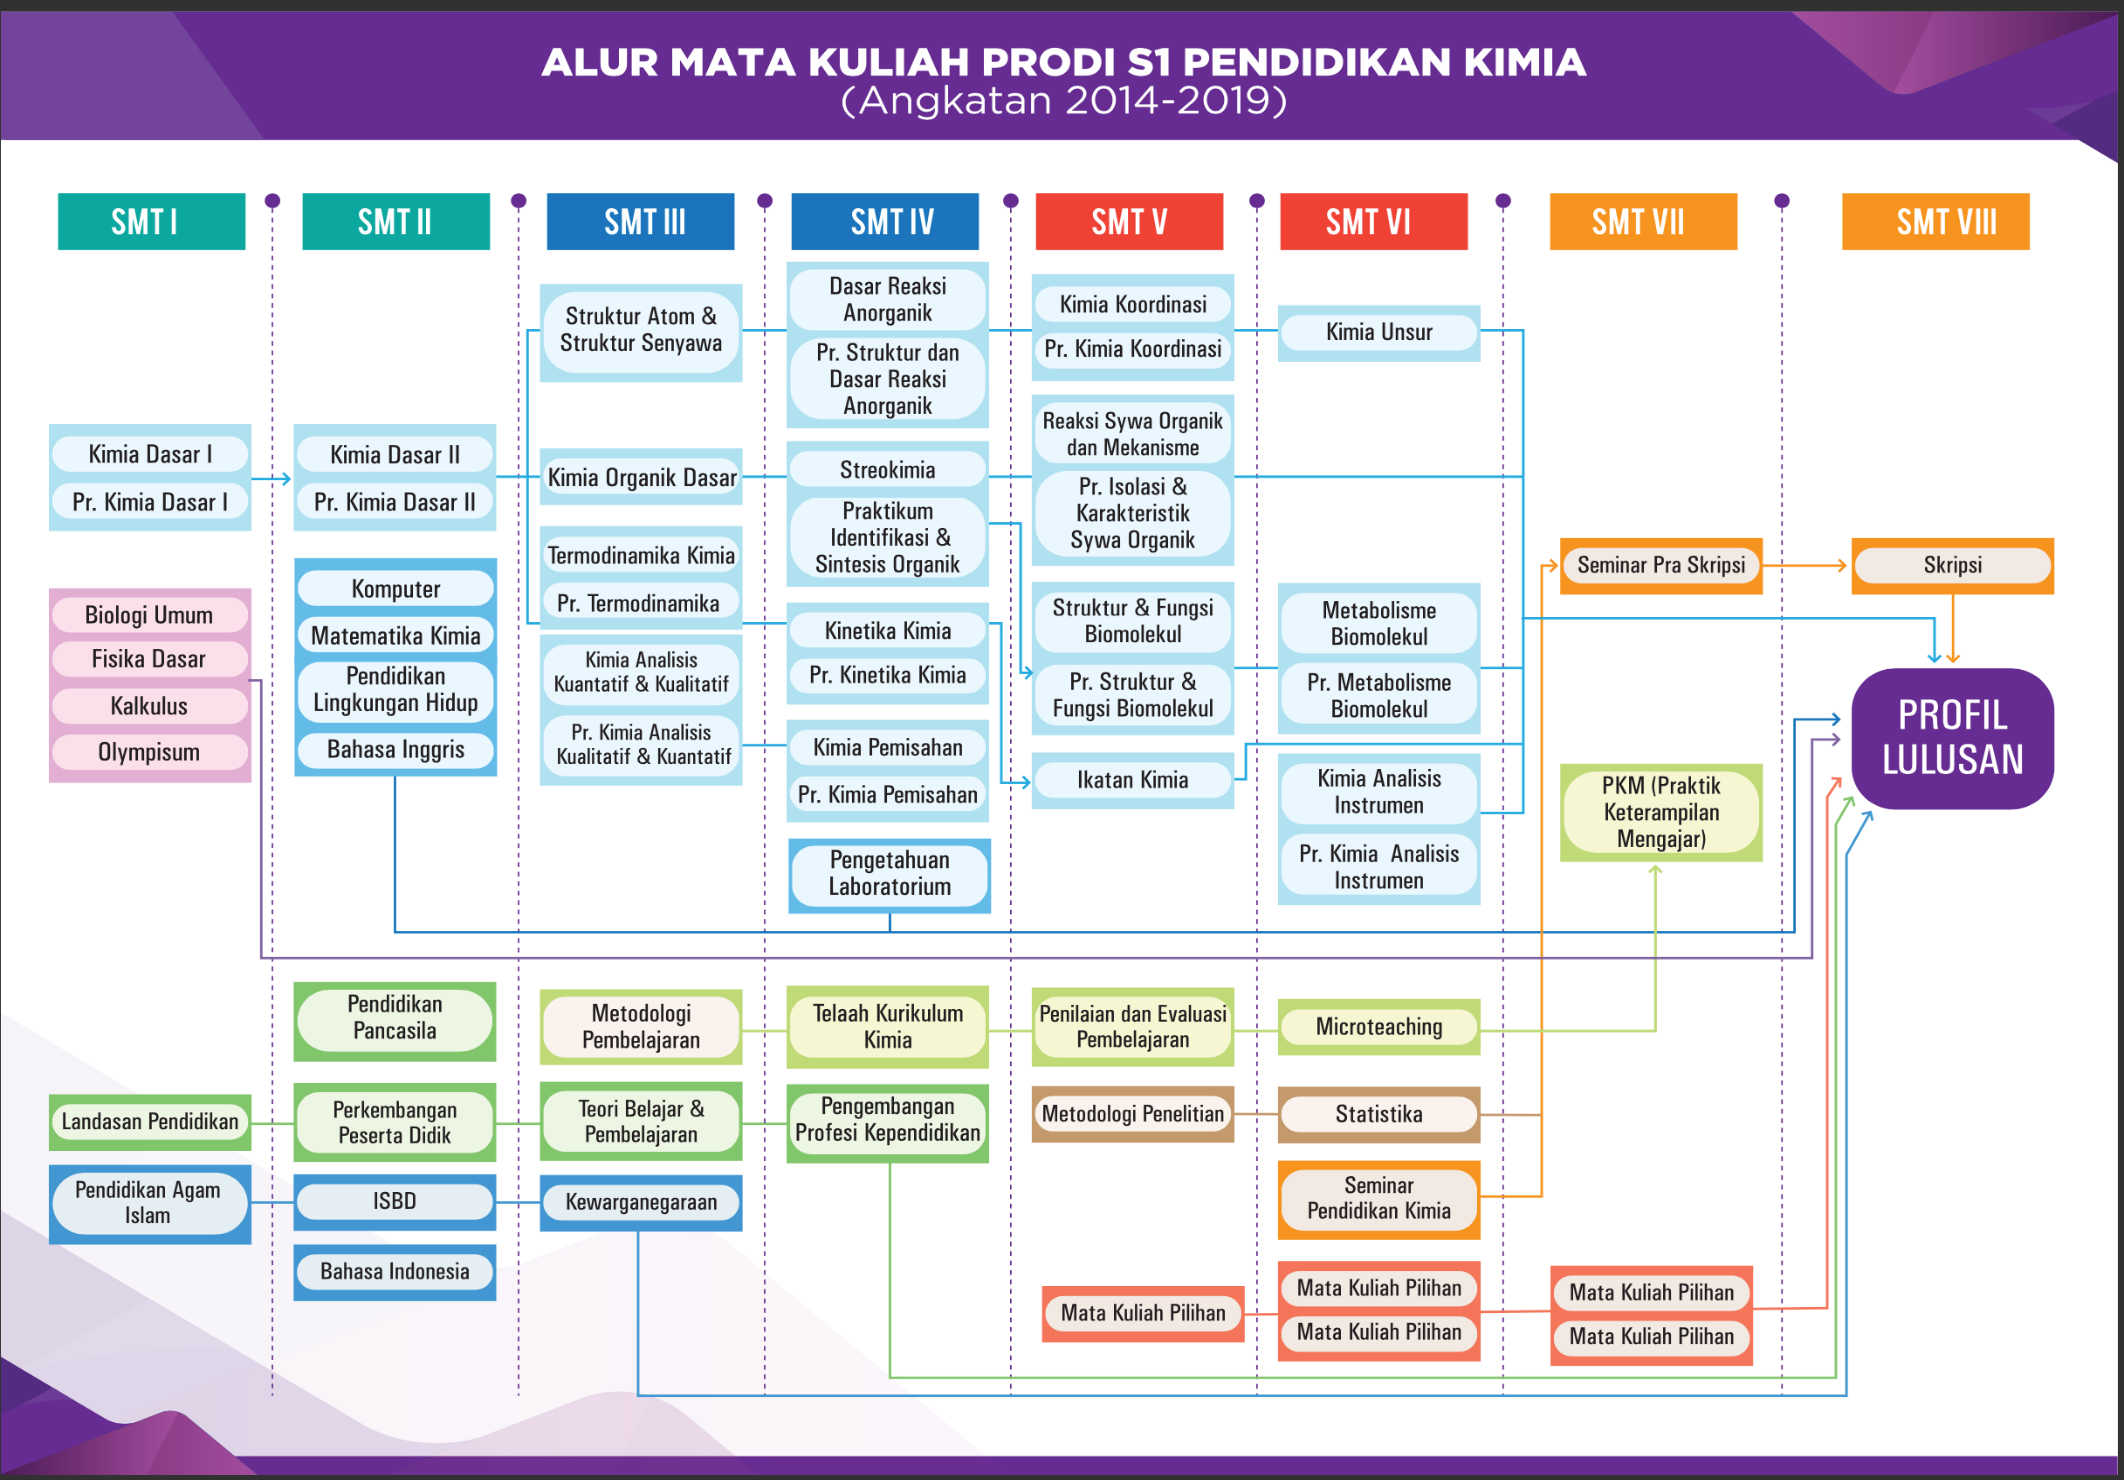 ALUR MATA KULIAH PRODI S1 PENDIDIKAN KIMIA
(Angkatan 2014-2019)
SMT I
SMT II
SMT III
SMT IV
SMT V
SMT VI
SMT VII
SMT VIII
Kimia Dasar I
Pr. Kimia Dasar I
Biologi Umum
Fisika Dasar
Kalkulus
Olympisum
Landasan Pendidikan
Pendidikan Agam
Islam
Kimia Dasar II
Pr. Kimia Dasar II
Komputer
Matematika Kimia
Pendidikan
Lingkungan Hidup
Bahasa Inggris
Pendidikan
Pancasila
Perkembangan
Peserta Didik
ISBD
Bahasa Indonesia
Struktur Atom &
Struktur Senyawa
Kimia Organik Dasar
Termodinamika Kimia
Pr. Termodinamika
Kimia Analisis
Kuantatif & Kualitatif
Pr. Kimia Analisis
Kualitatif & Kuantatif
Metodologi
Pembelajaran
Teori Belajar &
Pembelajaran
Kewarganegaraan
Dasar Reaksi
Anorganik
Pr. Struktur dan
Dasar Reaksi
Anorganik
Streokimia
Praktikum
Identifikasi &
Sintesis Organik
Kinetika Kimia
Pr. Kinetika Kimia
Kimia Pemisahan
Pr. Kimia Pemisahan
Pengetahuan
Laboratorium
Telaah Kurikulum
Kimia
Pengembangan
Profesi Kependidikan
Kimia Koordinasi
Pr. Kimia Koordinasi
Reaksi Sywa Organik
dan Mekanisme
Pr. Isolasi &
Karakteristik
Sywa Organik
Struktur & Fungsi
Biomolekul
Pr. Struktur &
Fungsi Biomolekul
Ikatan Kimia
Penilaian dan Evaluasi
Pembelajaran
Metodologi Penelitian
Mata Kuliah Pilihan
Kimia Unsur
Metabolisme
Biomolekul
Pr. Metabolisme
Biomolekul
Kimia Analisis
Instrumen
Pr. Kimia Analisis
Instrumen
Microteaching
Statistika
Seminar
Pendidikan Kimia
Mata Kuliah Pilihan
Mata Kuliah Pilihan
Seminar Pra Skripsi
PKM (Praktik
Keterampilan
Mengajar)
Mata Kuliah Pilihan
Mata Kuliah Pilihan
Skripsi
PROFIL
LULUSAN